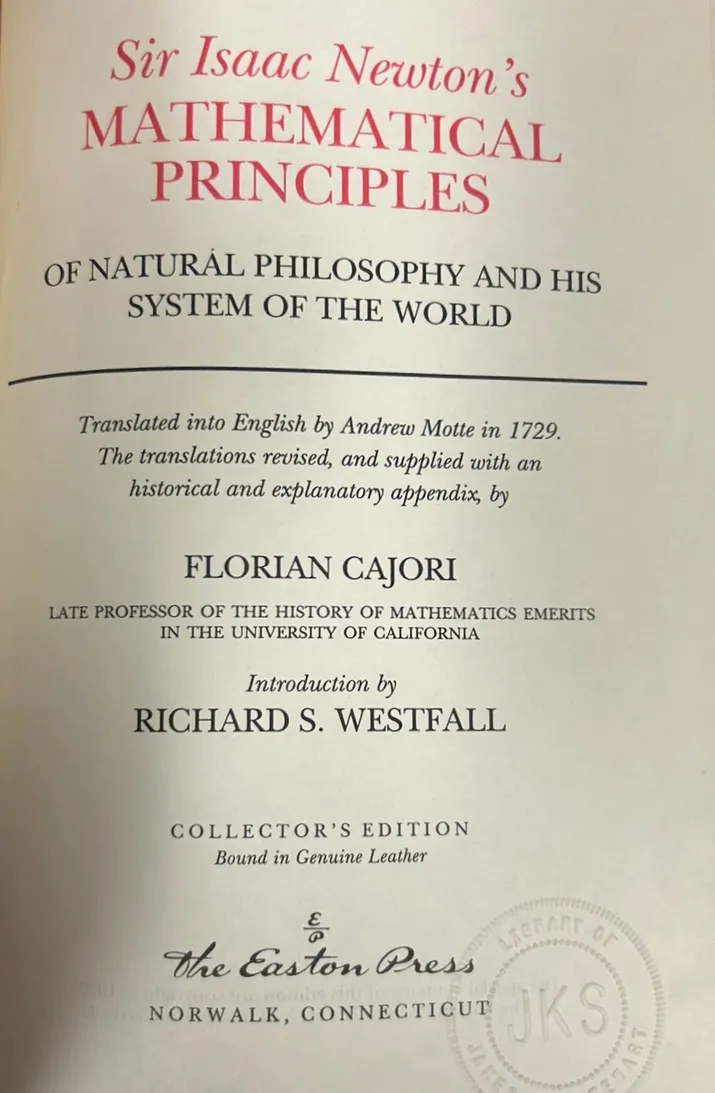 Sir Isaac Newton's
MATHEMATICAL
PRINCIPLES
OF NATURAL PHILOSOPHY AND HIS
SYSTEM OF THE WORLD
Translated into English by Andrew Motte in 1729.
The translations revised, and supplied with an
historical and explanatory appendix, by
FLORIAN CAJORI
LATE PROFESSOR OF THE HISTORY OF MATHEMATICS EMERITS
IN THE UNIVERSITY OF CALIFORNIA
Introduction by
RICHARD S. WESTFALL
COLLECTOR'S EDITION
Bound in Genuine Leather
E
P
The Easton Press
NORWALK, CONNECTICUT
LIBRARY OF
JKS